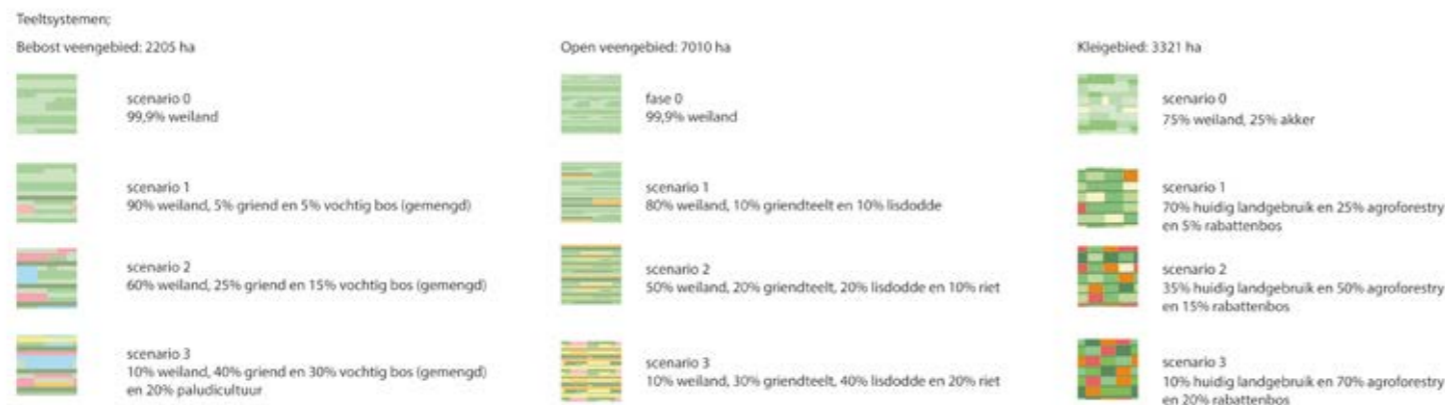 Teeltsystemen;
Bebost veengebied: 2205 ha
scenario 0
99,9% weiland
scenario 1
90% weiland, 5% griend en 5% vochtig bos (gemengd)
scenario 2
60% weiland, 25% griend en 15% vochtig bos (gemengd)
scenario 3
10% weiland, 40% griend en 30% vochtig bos (gemengd)
en 20% paludicultuur
Open veengebied: 7010 ha
fase 0
99,9% weiland
scenario 1
80% weiland, 10% griendteelt en 10% lisdodde
scenario 2
50% weiland, 20% griendteelt, 20% lisdodde en 10% riet
scenario 3
10% weiland, 30% griendteelt, 40% lisdodde en 20% riet
Kleigebied: 3321 ha
scenario 0
75% weiland, 25% akker
scenario 1
70% huidig landgebruik en 25% agroforestry
en 5% rabattenbos
scenario 2
35% huidig landgebruik en 50% agroforestry
en 15% rabattenbos
scenario 3
10% huidig landgebruik en 70% agroforestry
en 20% rabattenbos